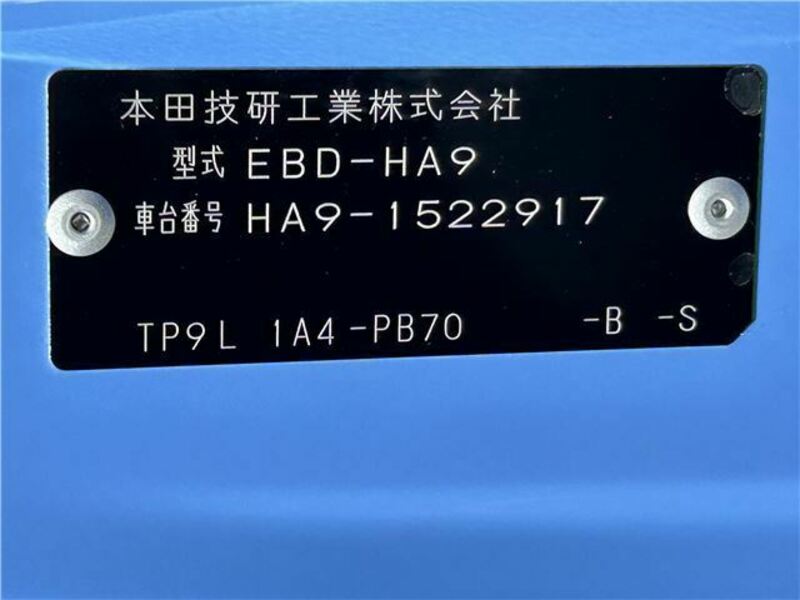 本田技研工業株式会社
型式 EBD-HA9
車台番号 HA9-1522917
TP9L 1A4-PB70 -B -S